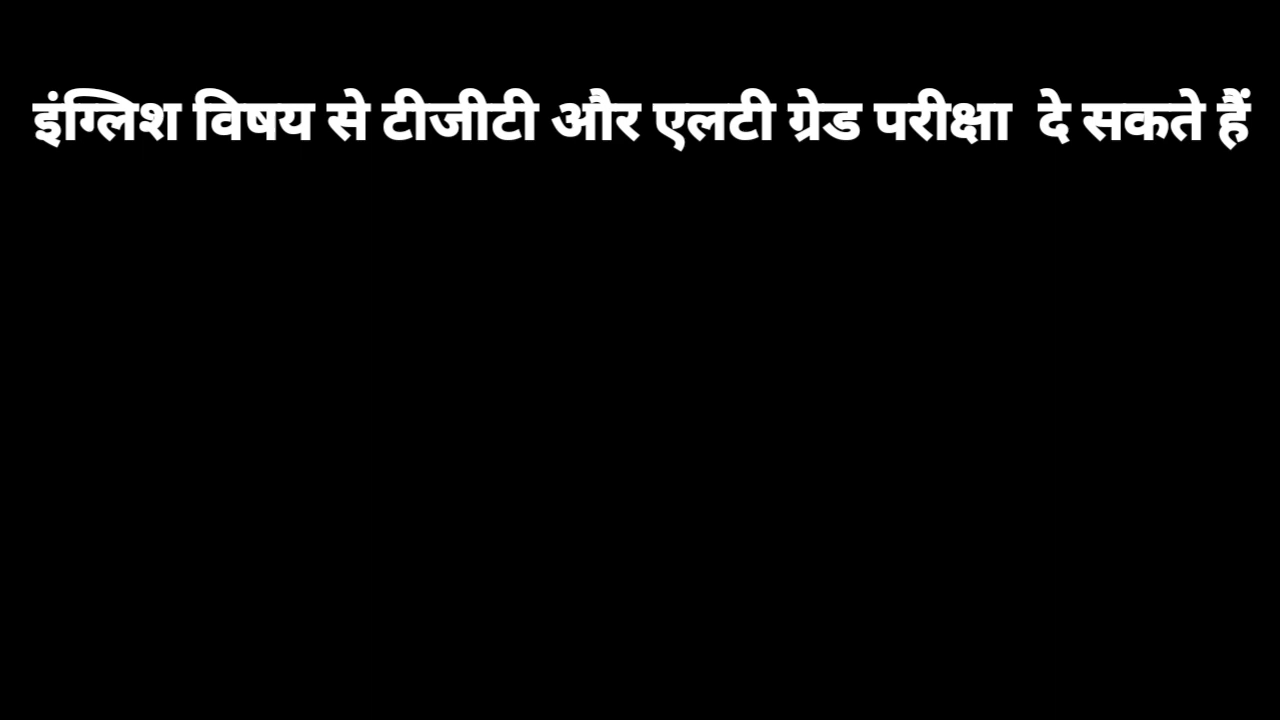 इंग्लिश विषय से टीजीटी और एलटी ग्रेड परीक्षा दे सकते हैं